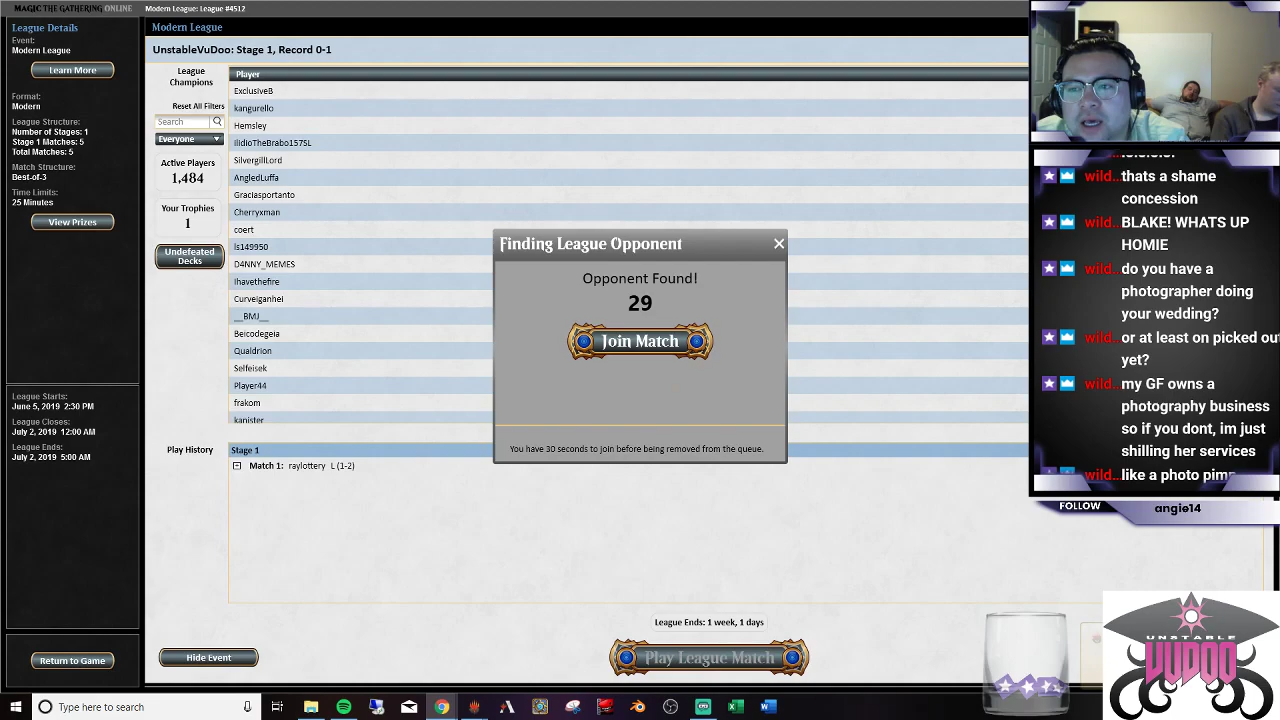 MAGIC THE GATHERING ONLINE
Modern League: League #4512
League Details
Event:
Modern League
Learn More
Format:
Modern
League Structure:
Number of Stages: 1
Stage 1 Matches: 5
Total Matches: 5
Match Structure:
Best-of-3
Time Limits:
25 Minutes
View Prizes
League Starts:
June 5, 2019 2:30 PM
League Closes:
July 2, 2019 12:00 AM
League Ends:
July 2, 2019 5:00 AM
Return to Game
Modern League
UnstableVuDoo: Stage 1, Record 0-1
League
Champions
Reset All Filters
Search
Everyone
Active Players
1,484
Your Trophies
1
Undefeated
Decks
Player
ExclusiveB
kangurello
Hemsley
IlidioTheBrabo157SL
SilvergillLord
AngledLuffa
Graciasportanto
Cherryxman
coert
ls149950
D4NNY_MEMES
Ihavethefire
Curveiganhei
__BMJ__
Beicodegeia
Qualdrion
Selfeisek
Player44
frakom
kanister
Finding League Opponent
Opponent Found!
29
Join Match
You have 30 seconds to join before being removed from the queue.
Play History
Stage 1
Match 1: raylottery L (1-2)
League Ends: 1 week, 1 days
Hide Event
Play League Match
wild.. thats a shame
concession
wild.. BLAKE! WHATS UP
HOMIE
wild.. do you have a
photographer doing
your wedding?
wild.. or at least on picked out
yet?
wild.. my GF owns a
photography business
so if you dont, im just
shilling her services
wild.. like a photo pimp
FOLLOW
angie14
UNSTABLE
VUDOO
Type here to search